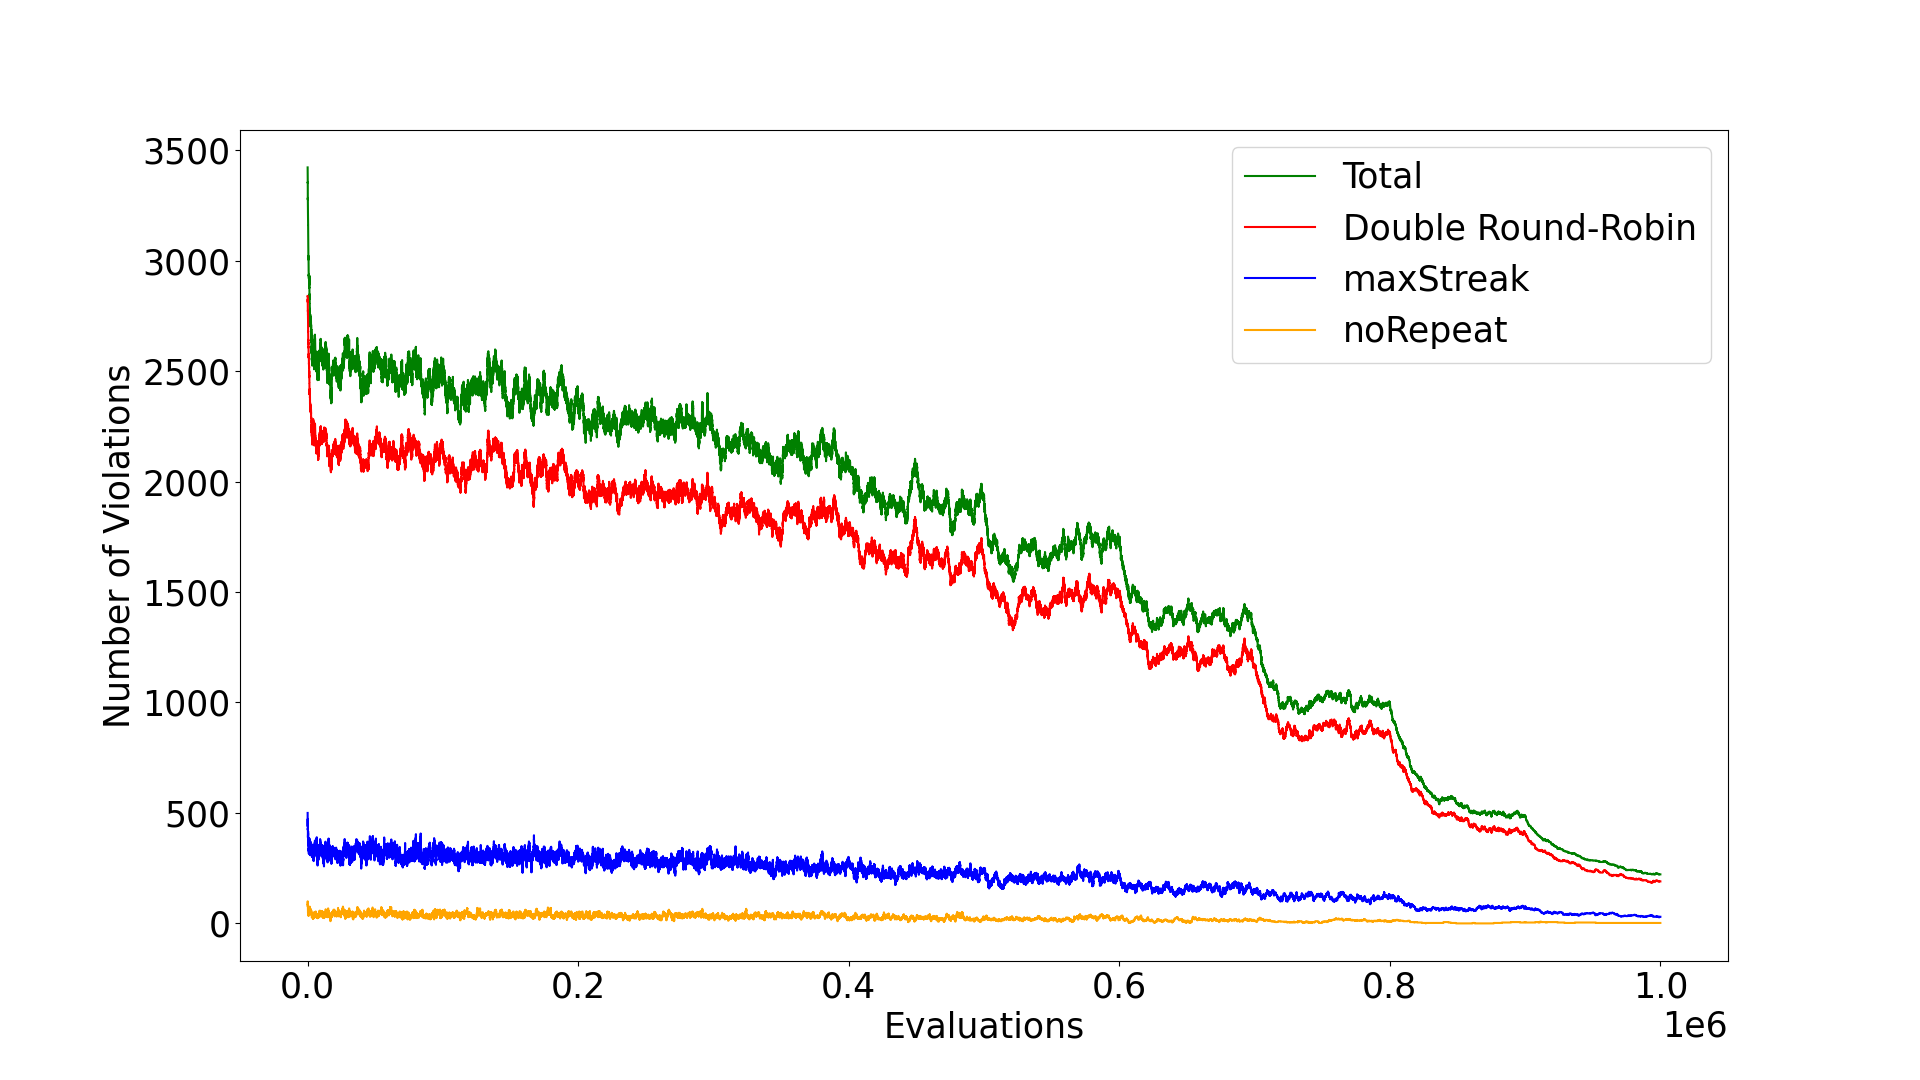 3500
3000
2500
2000
1500
1000
500
0
Number of Violations
Total
Double Round-Robin
maxStreak
noRepeat
0.0 0.2 0.4 0.6 0.8 1.0
Evaluations
1e6